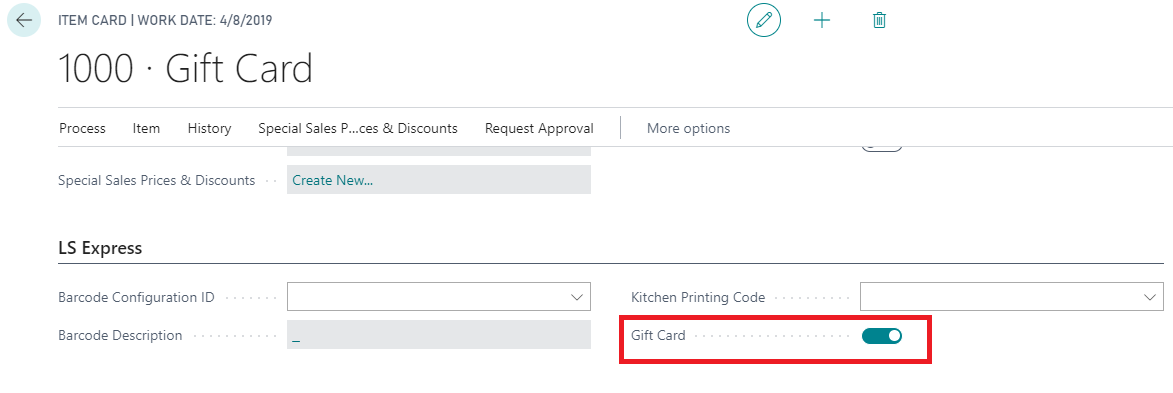 ITEM CARD | WORK DATE: 4/8/2019
1000 · Gift Card
Process Item History Special Sales P...ces & Discounts Request Approval More options
Special Sales Prices & Discounts Create New...
LS Express
Barcode Configuration ID Kitchen Printing Code
Barcode Description _ Gift Card